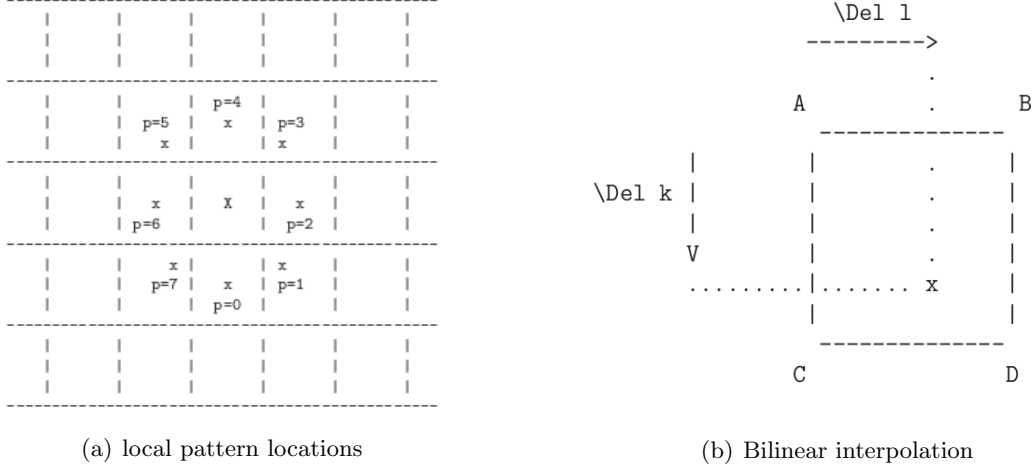 p=4
p=5 x p=3
x x
x X x
p=6 p=2
x x
p=7 x p=1
p=0
(a) local pattern locations
\Del l
--------->
.
A . B
--------------
| | . |
\Del k | | . |
| | . |
V | . |
.........|....... x |
| |
--------------
C D
(b) Bilinear interpolation